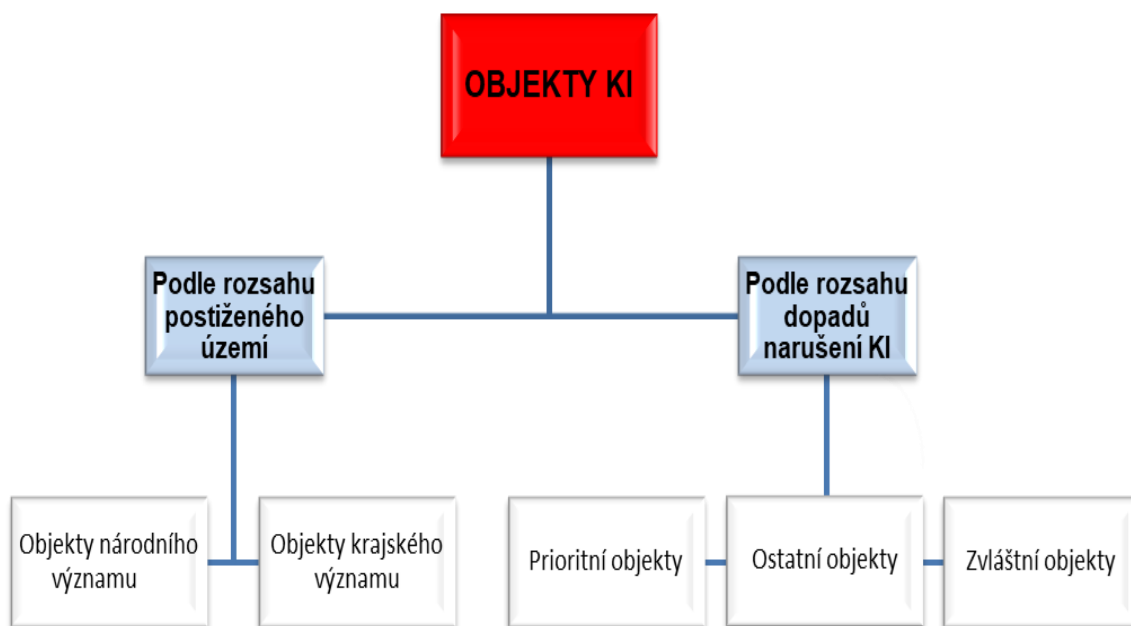 OBJEKTY KI
Podle rozsahu
postiženého
území
Podle rozsahu
dopadů
narušení KI
Objekty národního
významu
Objekty krajského
významu
Prioritní objekty
Ostatní objekty
Zvláštní objekty